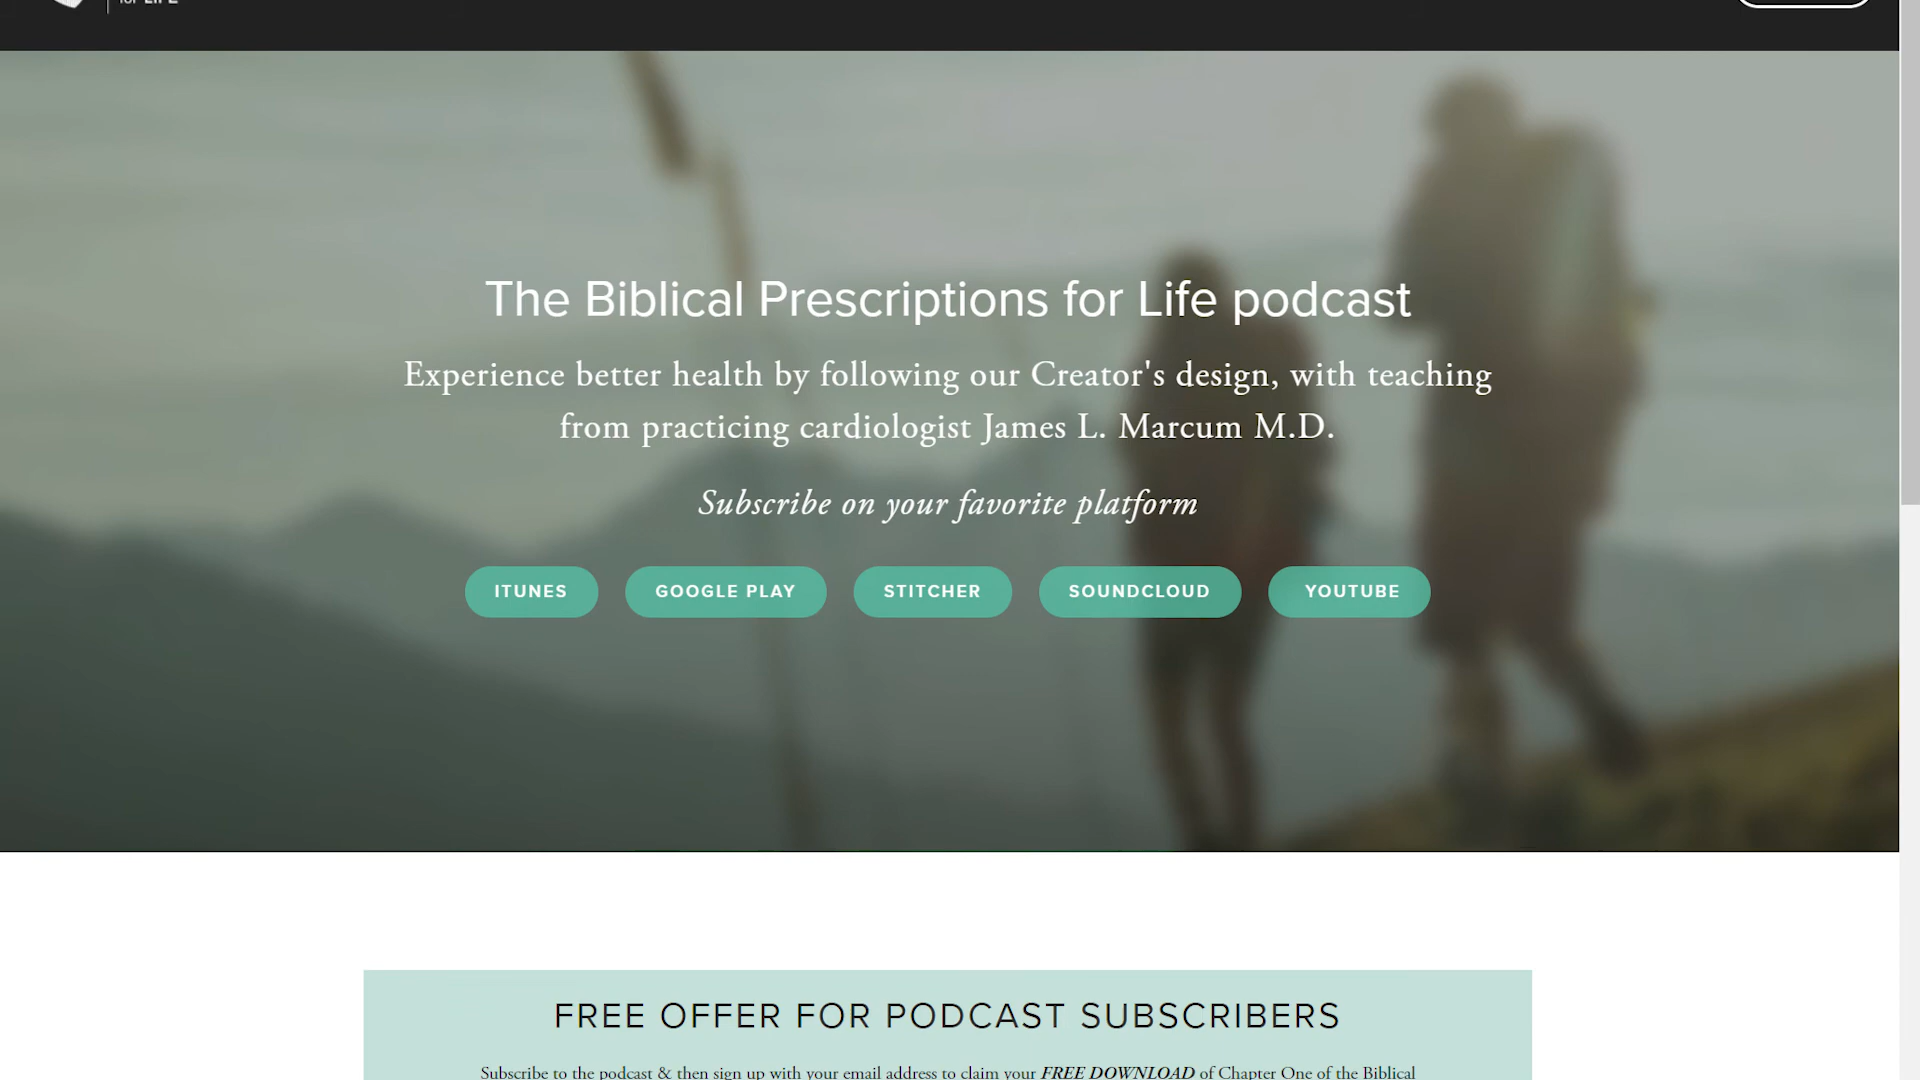 for LIFE
The Biblical Prescriptions for Life podcast
Experience better health by following our Creator's design, with teaching
from practicing cardiologist James L. Marcum M.D.
Subscribe on your favorite platform
ITUNES
GOOGLE PLAY
STITCHER
SOUNDCLOUD
YOUTUBE
FREE OFFER FOR PODCAST SUBSCRIBERS
Subscribe to the podcast & then sign up with your email address to claim your FREE DOWNLOAD of Chapter One of the Biblical